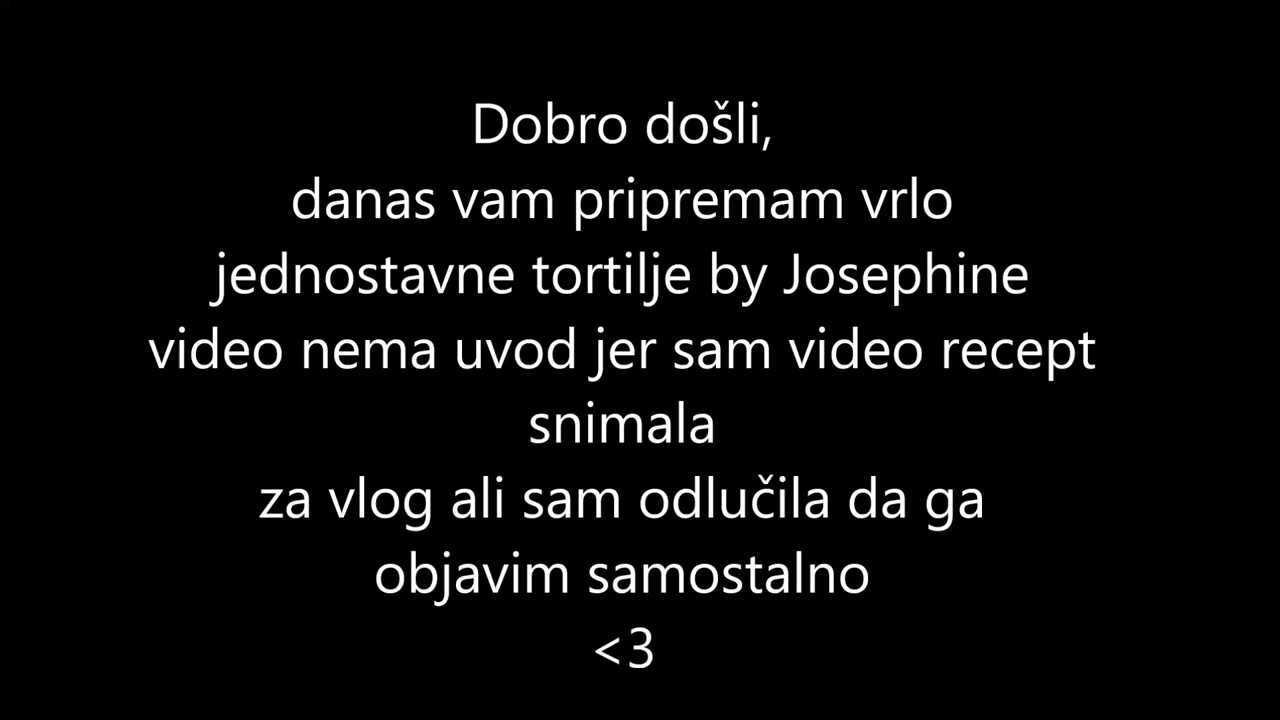 Dobro došli,
danas vam pripremam vrlo
jednostavne tortilje by Josephine
video nema uvod jer sam video recept
snimala
za vlog ali sam odlučila da ga
objavim samostalno
<3